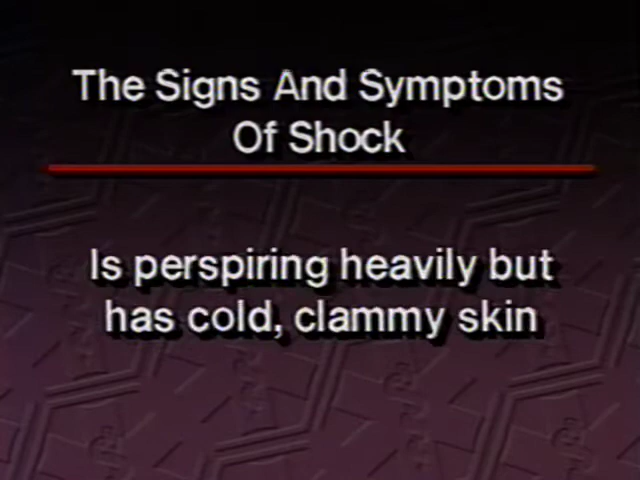 The Signs And Symptoms
Of Shock
Is perspiring heavily but
has cold, clammy skin